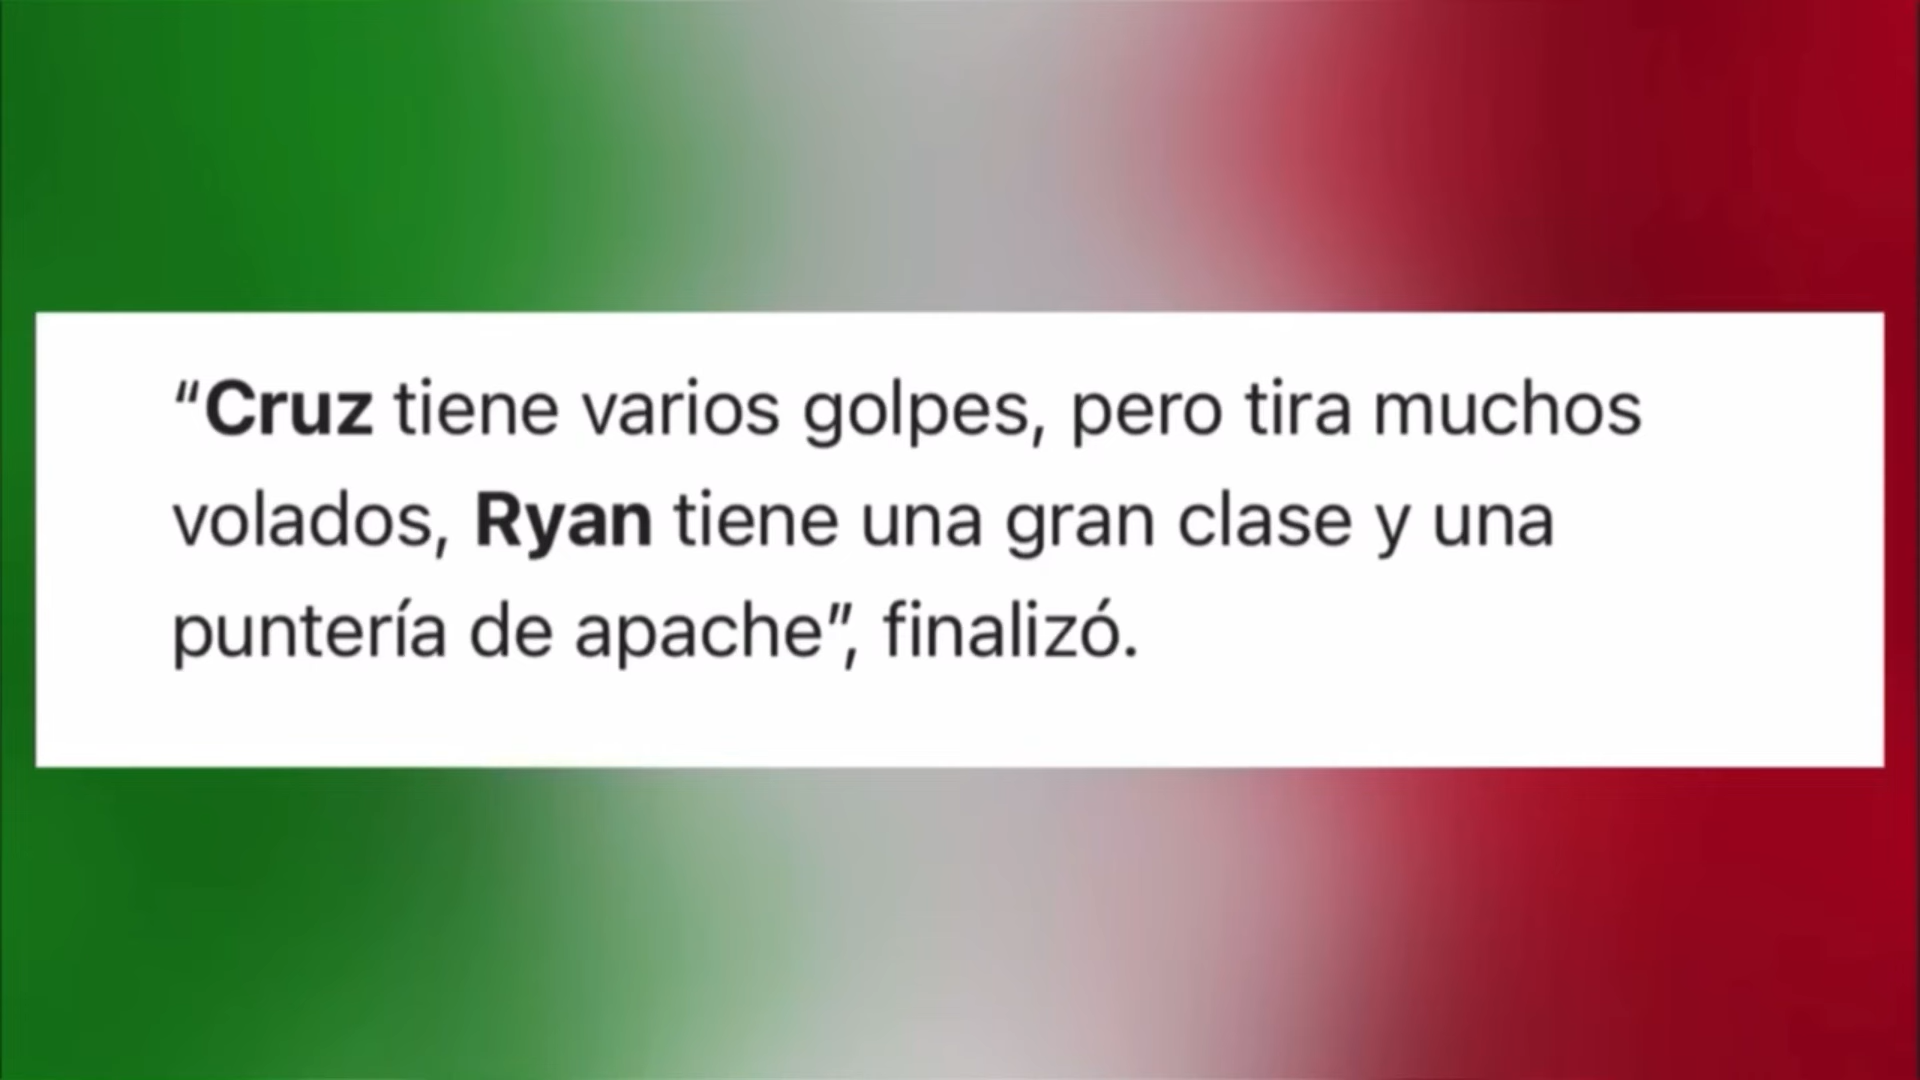 “Cruz tiene varios golpes, pero tira muchos
volados, Ryan tiene una gran clase y una
puntería de apache”, finalizó.